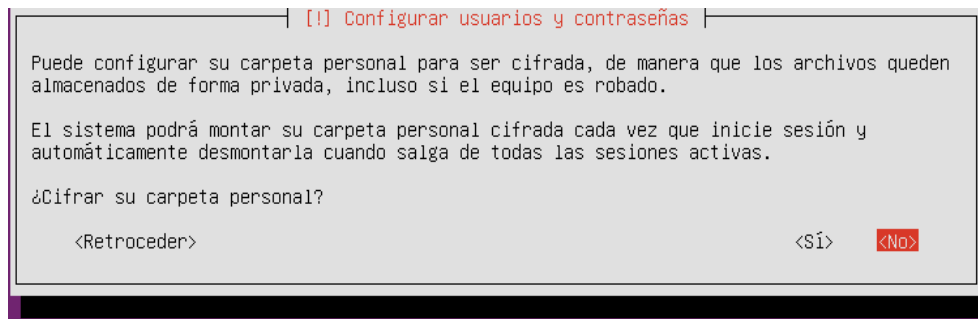 [!] Configurar usuarios y contraseñas
Puede configurar su carpeta personal para ser cifrada, de manera que los archivos queden
almacenados de forma privada, incluso si el equipo es robado.
El sistema podrá montar su carpeta personal cifrada cada vez que inicie sesión y
automáticamente desmontarla cuando salga de todas las sesiones activas.
¿Cifrar su carpeta personal?
<Retroceder> <Sí> <No>